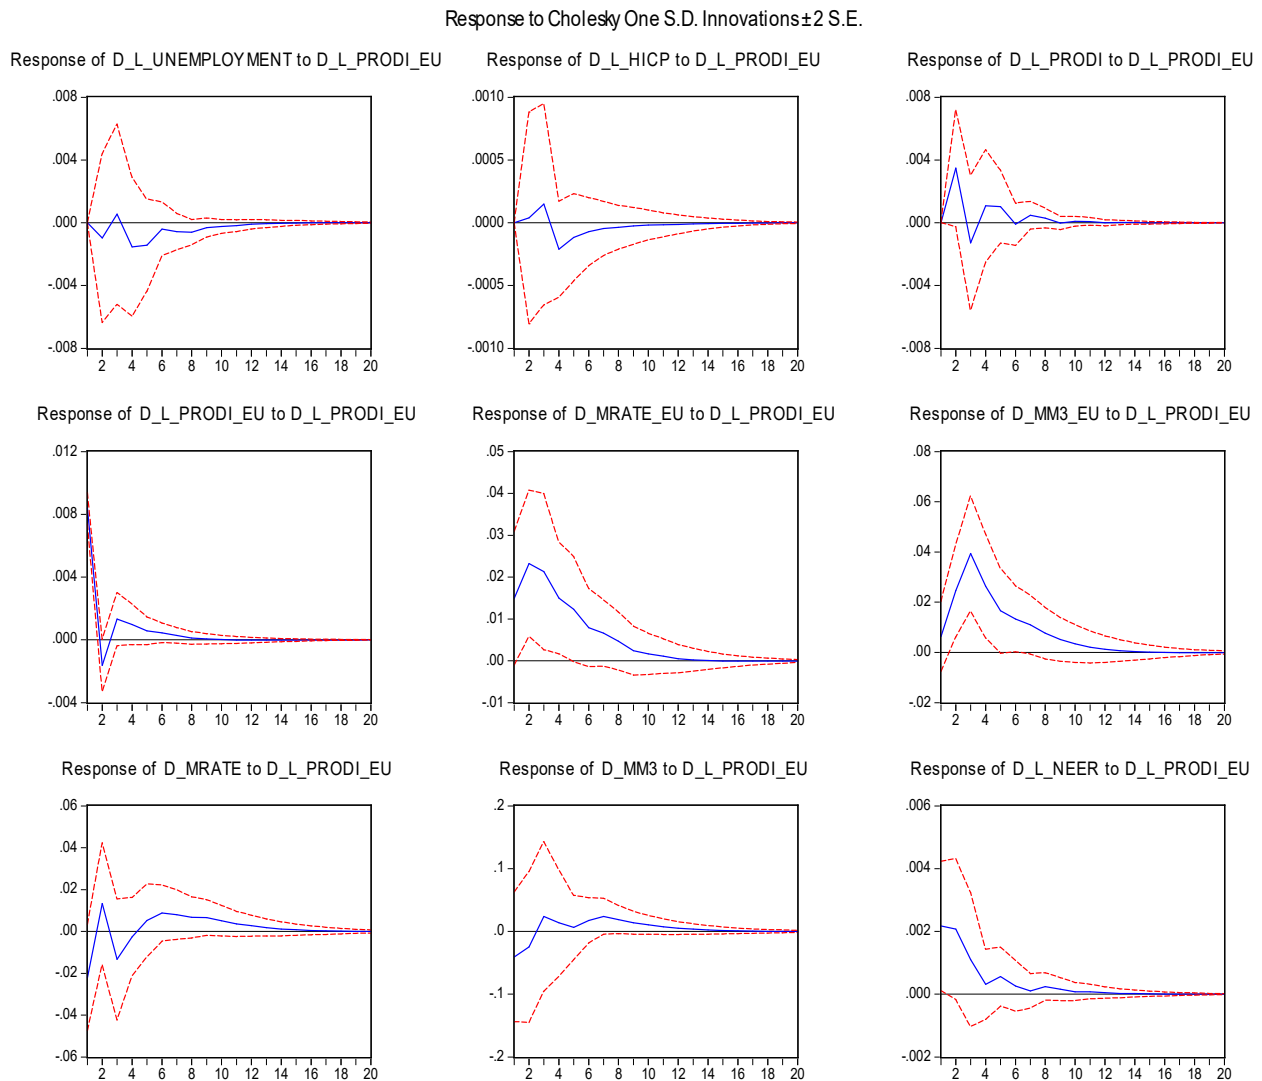 Response to Cholesky One S.D. Innovations ± 2 S.E.
Response of D_L_UNEMPLOYMENT to D_L_PRODI_EU
.008
.004
.000
-.004
-.008
2 4 6 8 10 12 14 16 18 20
Response of D_L_HICP to D_L_PRODI_EU
.0010
.0005
.0000
-.0005
-.0010
2 4 6 8 10 12 14 16 18 20
Response of D_L_PRODI to D_L_PRODI_EU
.008
.004
.000
-.004
-.008
2 4 6 8 10 12 14 16 18 20
Response of D_L_PRODI_EU to D_L_PRODI_EU
.012
.008
.004
.000
-.004
2 4 6 8 10 12 14 16 18 20
Response of D_MRATE_EU to D_L_PRODI_EU
.05
.04
.03
.02
.01
.00
-.01
2 4 6 8 10 12 14 16 18 20
Response of D_MM3_EU to D_L_PRODI_EU
.08
.06
.04
.02
.00
-.02
2 4 6 8 10 12 14 16 18 20
Response of D_MRATE to D_L_PRODI_EU
.06
.04
.02
.00
-.02
-.04
-.06
2 4 6 8 10 12 14 16 18 20
Response of D_MM3 to D_L_PRODI_EU
.2
.1
.0
-.1
-.2
2 4 6 8 10 12 14 16 18 20
Response of D_L_NEER to D_L_PRODI_EU
.006
.004
.002
.000
-.002
2 4 6 8 10 12 14 16 18 20